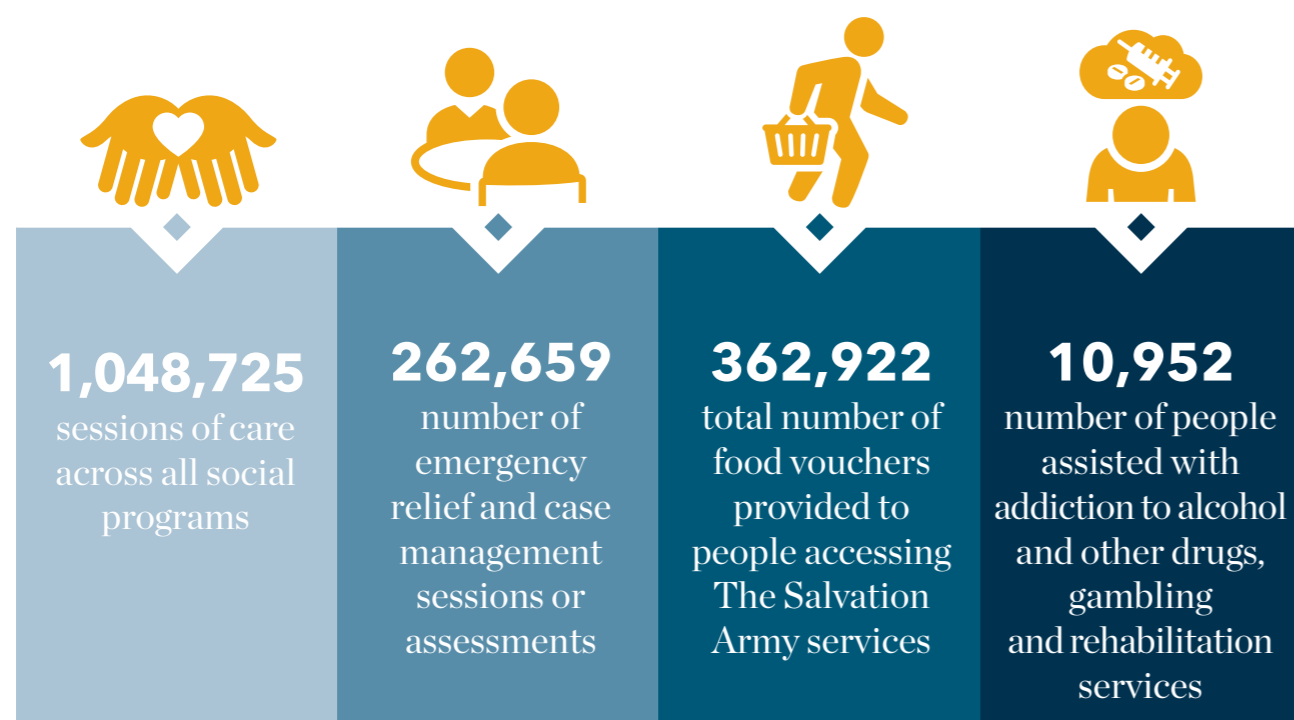 1,048,725
sessions of care
across all social
programs
262,659
number of
emergency
relief and case
management
sessions or
assessments
362,922
total number of
food vouchers
provided to
people accessing
The Salvation
Army services
10,952
number of people
assisted with
addiction to alcohol
and other drugs,
gambling
and rehabilitation
services